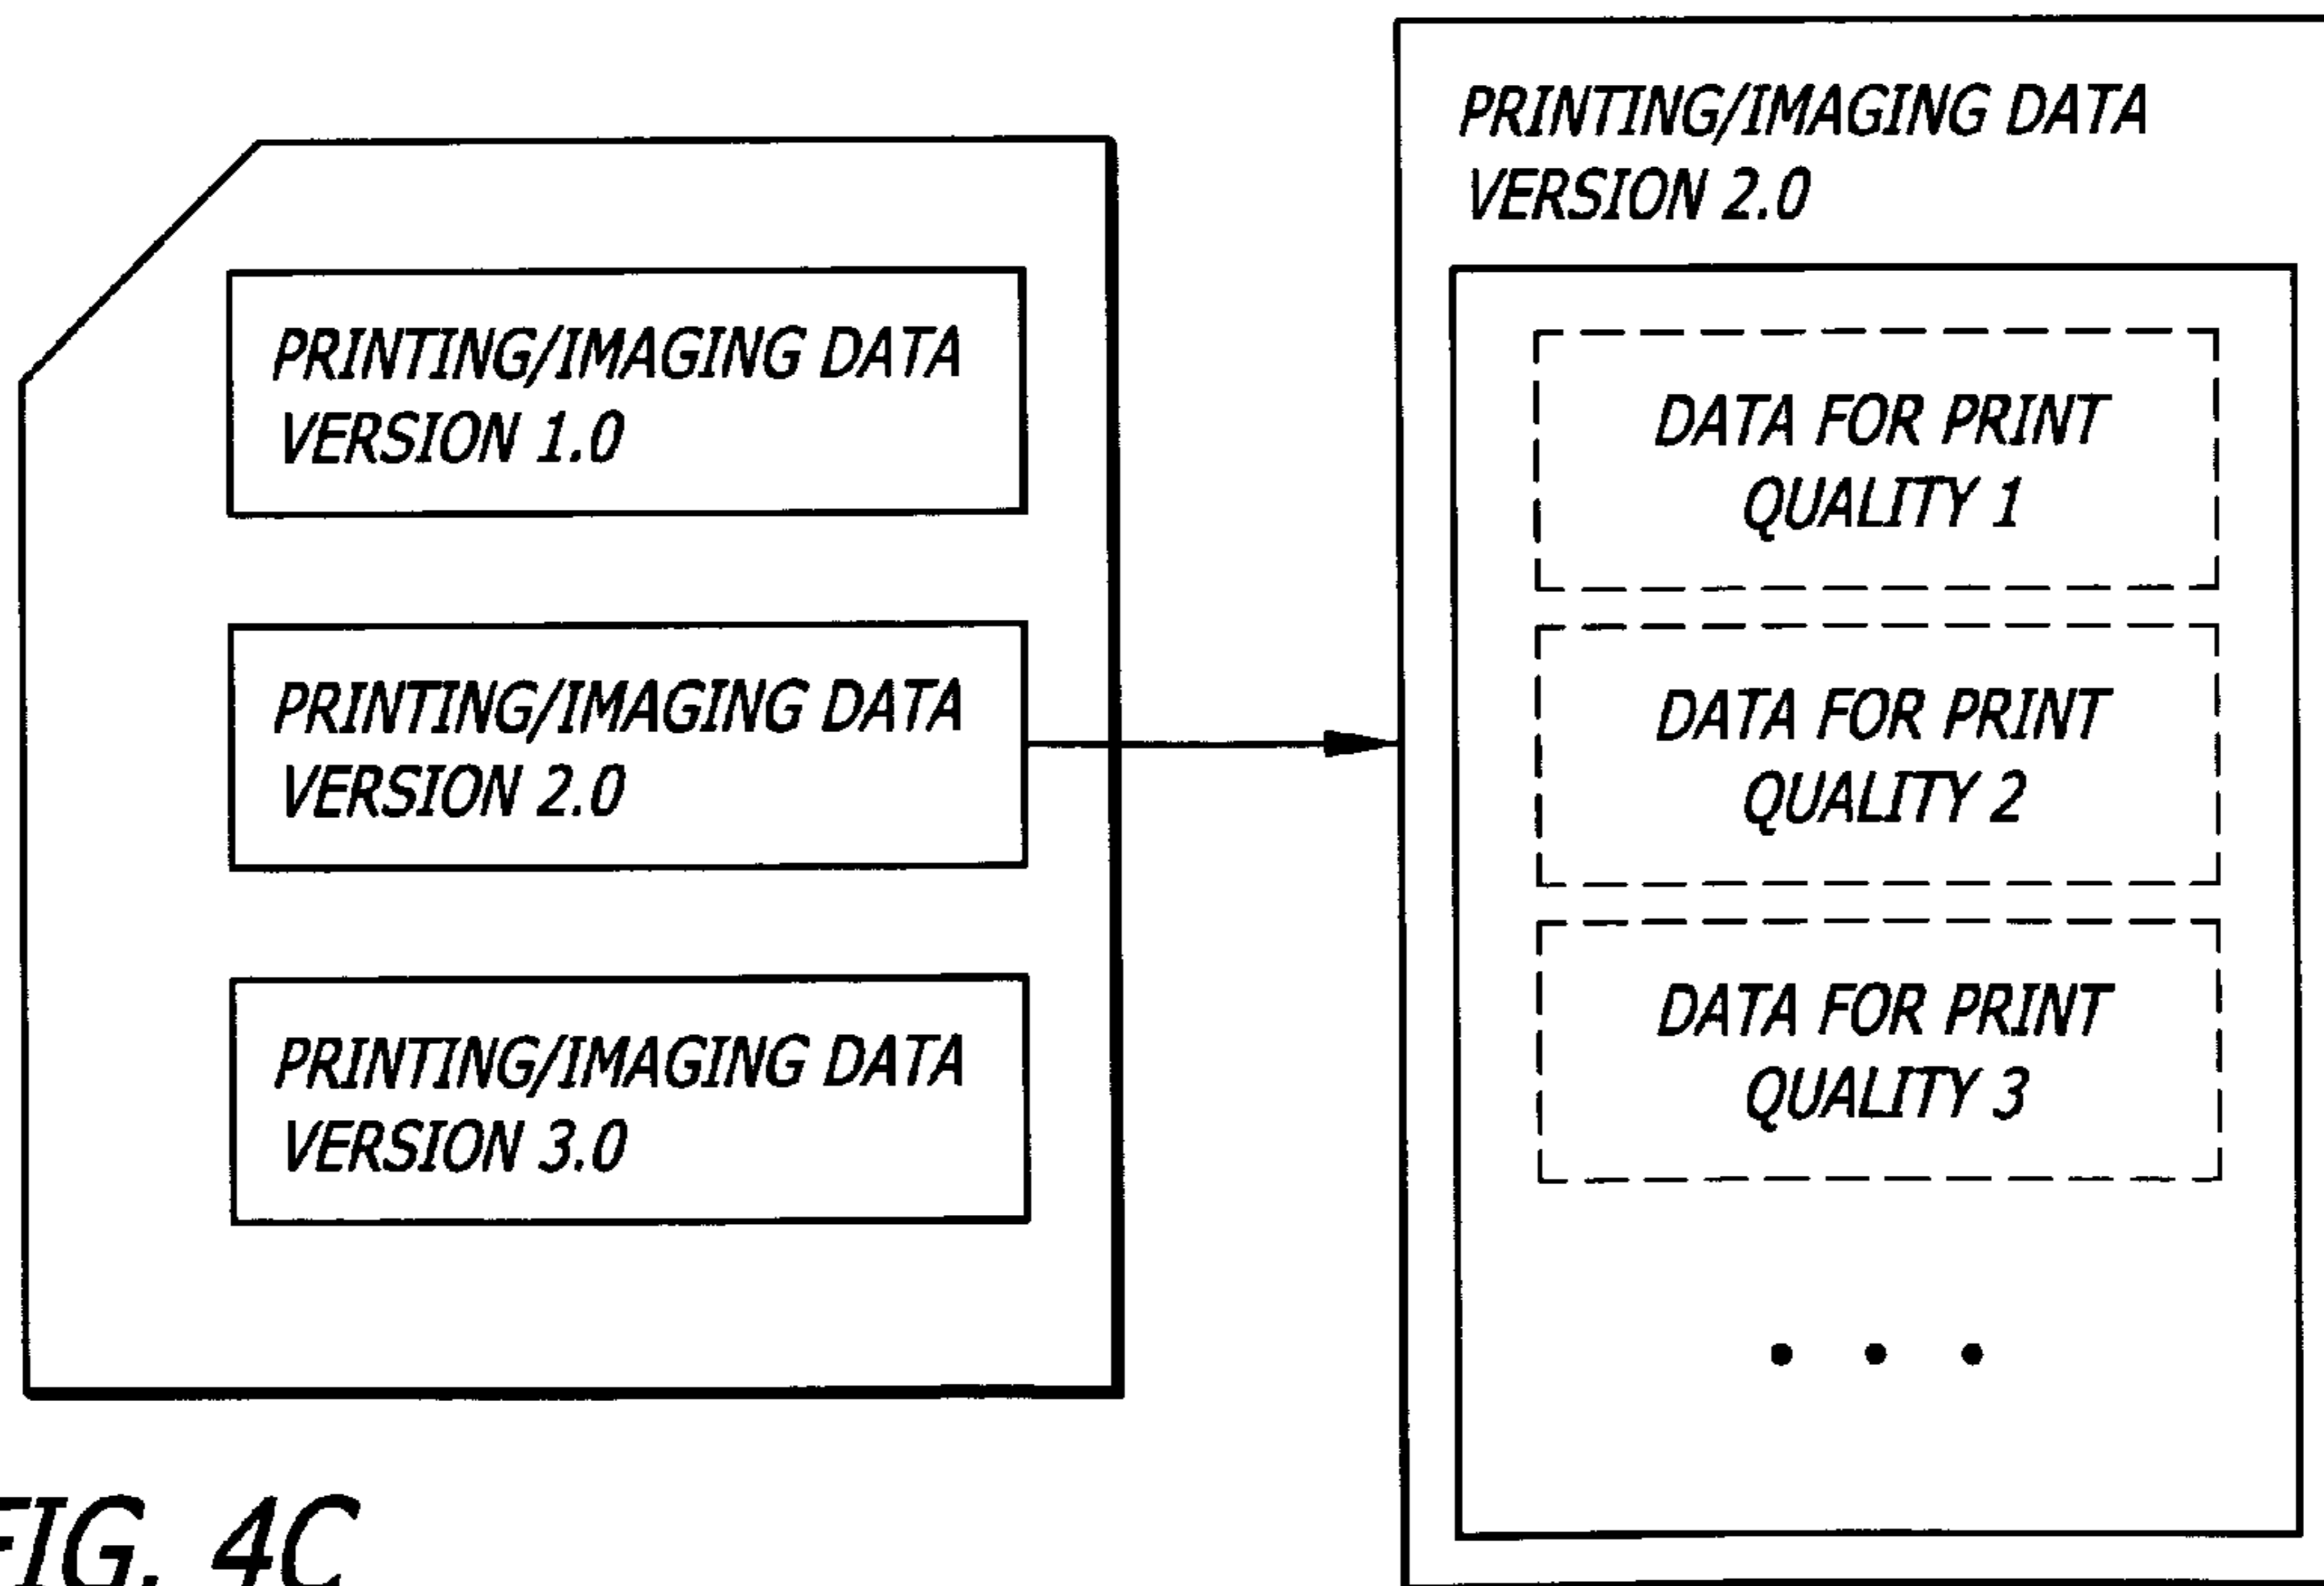 PRINTING/IMAGING DATA
VERSION 1.0
PRINTING/IMAGING DATA
VERSION 2.0
PRINTING/IMAGING DATA
VERSION 3.0
PRINTING/IMAGING DATA
VERSION 2.0
DATA FOR PRINT
QUALITY 1
DATA FOR PRINT
QUALITY 2
DATA FOR PRINT
QUALITY 3
• • •
FIG. 4C